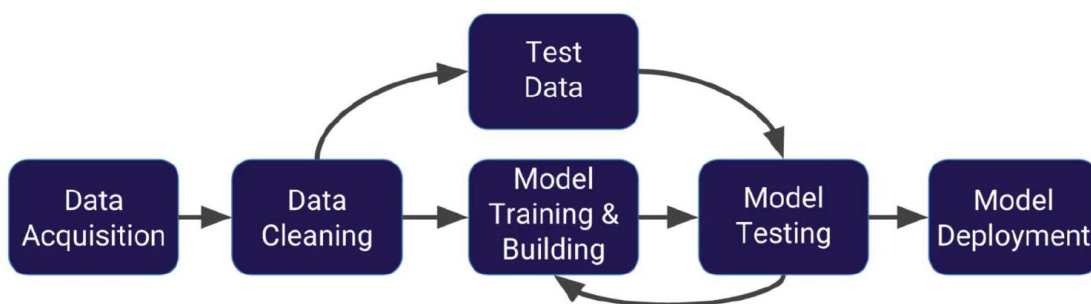 Test
Data
Data
Acquisition
Data
Cleaning
Model
Training &
Building
Model
Testing
Model
Deployment